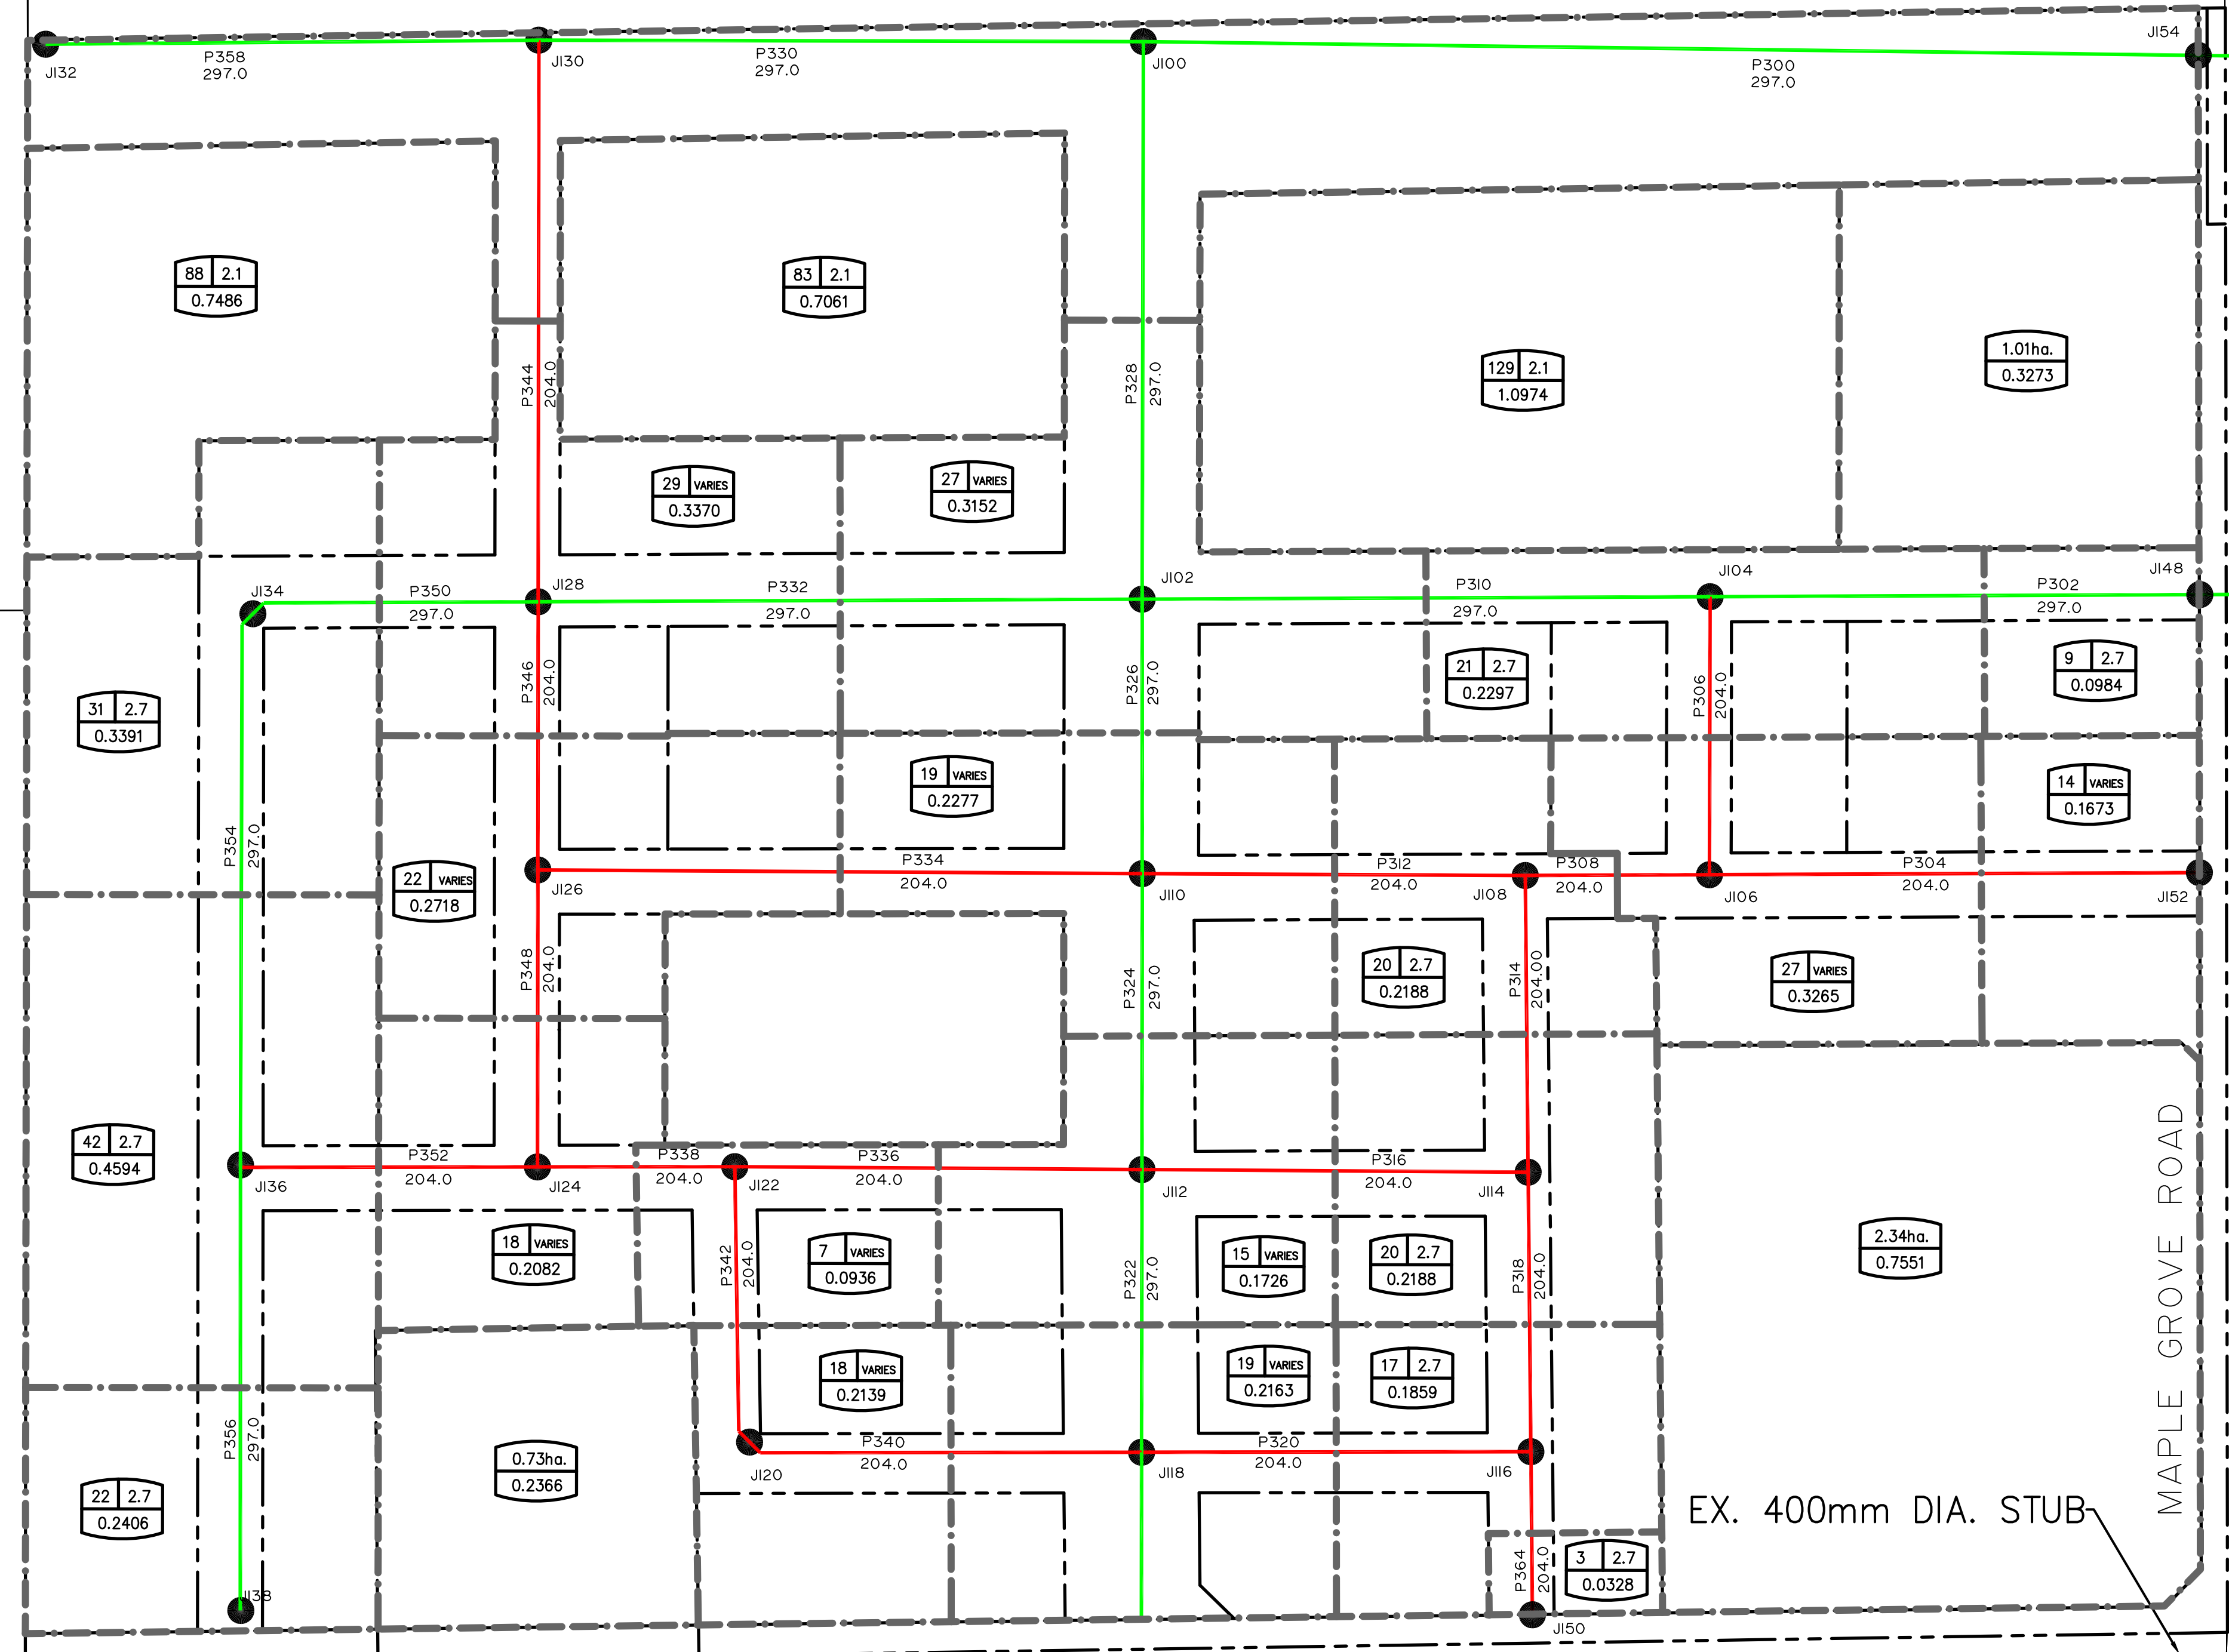 J154
J132
P358
297.0
J130
P330
297.0
J100
P300
297.0
88 2.1
0.7486
83 2.1
0.7061
129 2.1
1.0974
1.01ha.
0.3273
P344
204.0
P328
297.0
29 VARIES
0.3370
27 VARIES
0.3152
J134
P350
297.0
J128
P332
297.0
J102
P310
297.0
J104
P302
297.0
J148
31 2.7
0.3391
P346
204.0
P326
297.0
21 2.7
0.2297
P306
204.0
9 2.7
0.0984
19 VARIES
0.2277
14 VARIES
0.1673
P354
297.0
22 VARIES
0.2718
J126
P334
204.0
J110
P312
204.0
J108
P308
204.0
J106
P304
204.0
J152
P348
204.0
P324
297.0
20 2.7
0.2188
P314
204.00
27 VARIES
0.3265
42 2.7
0.4594
J136
P352
204.0
J124
P338
204.0
J122
P336
204.0
J112
P316
204.0
J114
18 VARIES
0.2082
P342
204.0
7 VARIES
0.0936
P322
297.0
15 VARIES
0.1726
20 2.7
0.2188
P318
204.0
2.34ha.
0.7551
MAPLE GROVE ROAD
18 VARIES
0.2139
19 VARIES
0.2163
17 2.7
0.1859
P356
297.0
0.73ha.
0.2366
J120
P340
204.0
J118
P320
204.0
J116
22 2.7
0.2406
EX. 400mm DIA. STUB
P364
204.0
3 2.7
0.0328
J138
J150